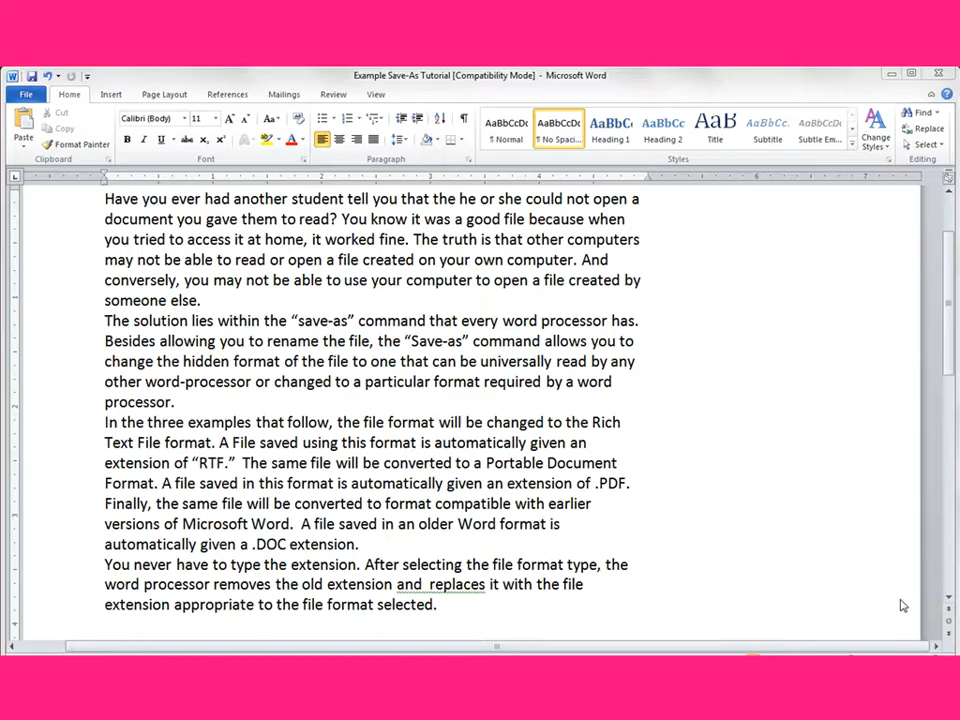 Example Save-As Tutorial [Compatibility Mode] - Microsoft Word
File Home Insert Page Layout References Mailings Review View
Cut
Copy
Format Painter
Paste
Clipboard
Calibri (Body) 11
Font
Paragraph
AaBbCcDc AaBbCcDc AaBbCc AaBbCc AaB AaBbCc. AaBbCcDc
¶ Normal ¶ No Spaci... Heading 1 Heading 2 Title Subtitle Subtle Em...
Change
Styles
Styles
Find
Replace
Select
Editing
1 2 3 4 5 6 7
Have you ever had another student tell you that the he or she could not open a
document you gave them to read? You know it was a good file because when
you tried to access it at home, it worked fine. The truth is that other computers
may not be able to read or open a file created on your own computer. And
conversely, you may not be able to use your computer to open a file created by
someone else.
The solution lies within the “save-as” command that every word processor has.
Besides allowing you to rename the file, the “Save-as” command allows you to
change the hidden format of the file to one that can be universally read by any
other word-processor or changed to a particular format required by a word
processor.
In the three examples that follow, the file format will be changed to the Rich
Text File format. A File saved using this format is automatically given an
extension of “RTF.”  The same file will be converted to a Portable Document
Format. A file saved in this format is automatically given an extension of .PDF.
Finally, the same file will be converted to format compatible with earlier
versions of Microsoft Word.  A file saved in an older Word format is
automatically given a .DOC extension.
You never have to type the extension. After selecting the file format type, the
word processor removes the old extension and  replaces it with the file
extension appropriate to the file format selected.